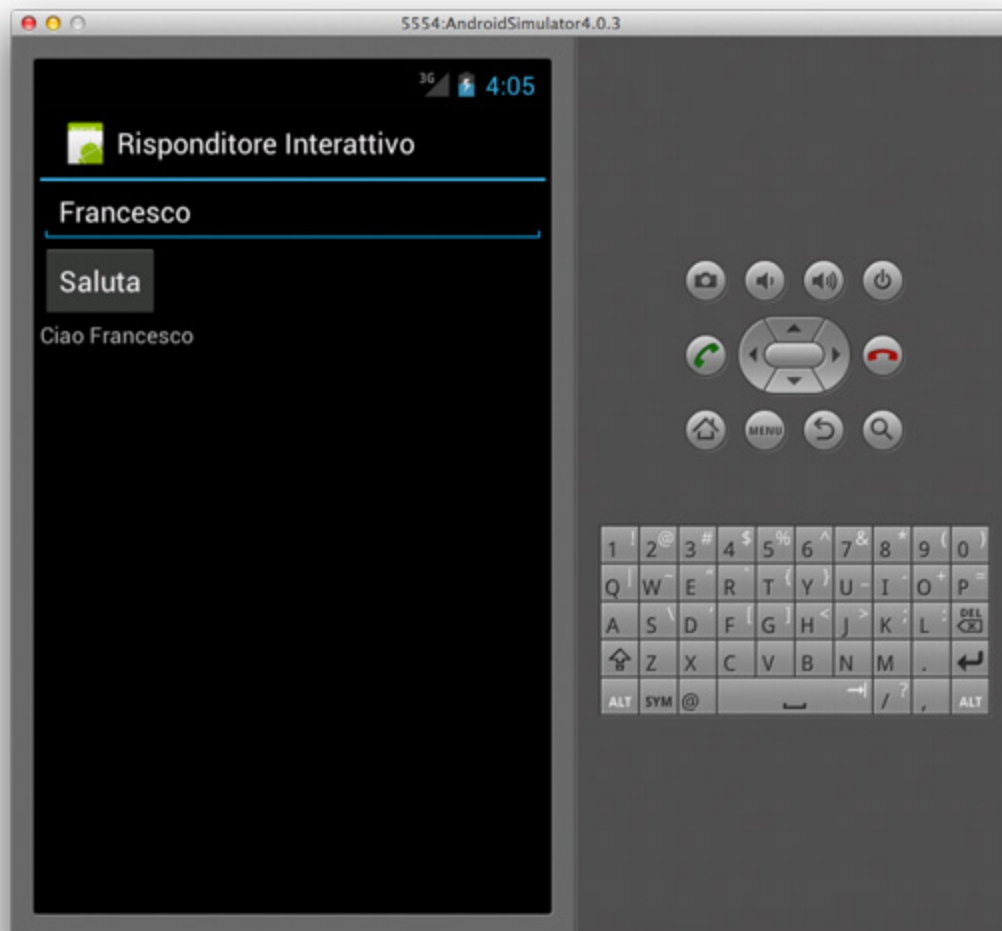 5554:AndroidSimulator4.0.3
3G 4:05
Risponditore Interattivo
Francesco
Saluta
Ciao Francesco
MENU
1 ! 2 @ 3 # 4 $ 5 % 6 ^ 7 & 8 * 9 ( 0 )
Q | W ~ E " R ` T { Y } U _ I - O + P =
A S \ D ' F [ G ] H < J > K ; L : DEL
Z X C V B N M .
ALT SYM @ / ? , ALT